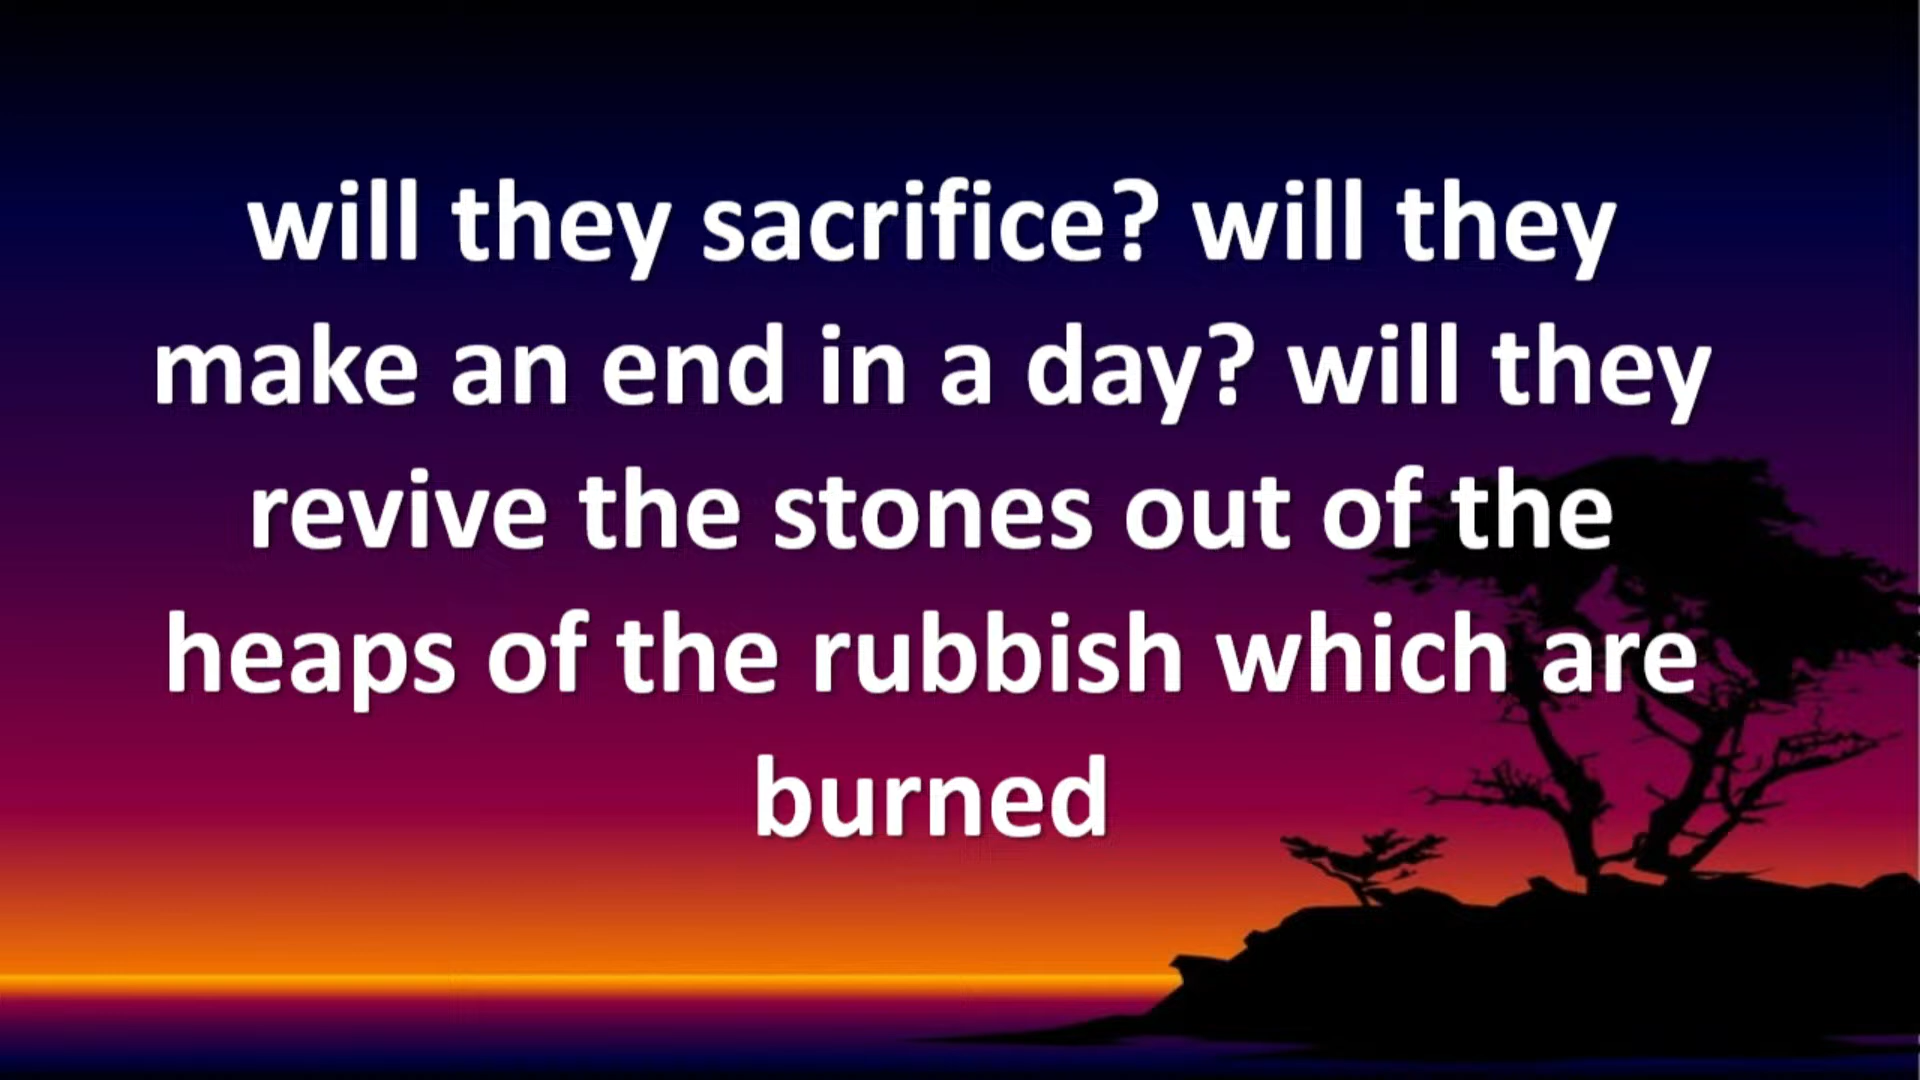 will they sacrifice? will they
make an end in a day? will they
revive the stones out of the
heaps of the rubbish which are
burned